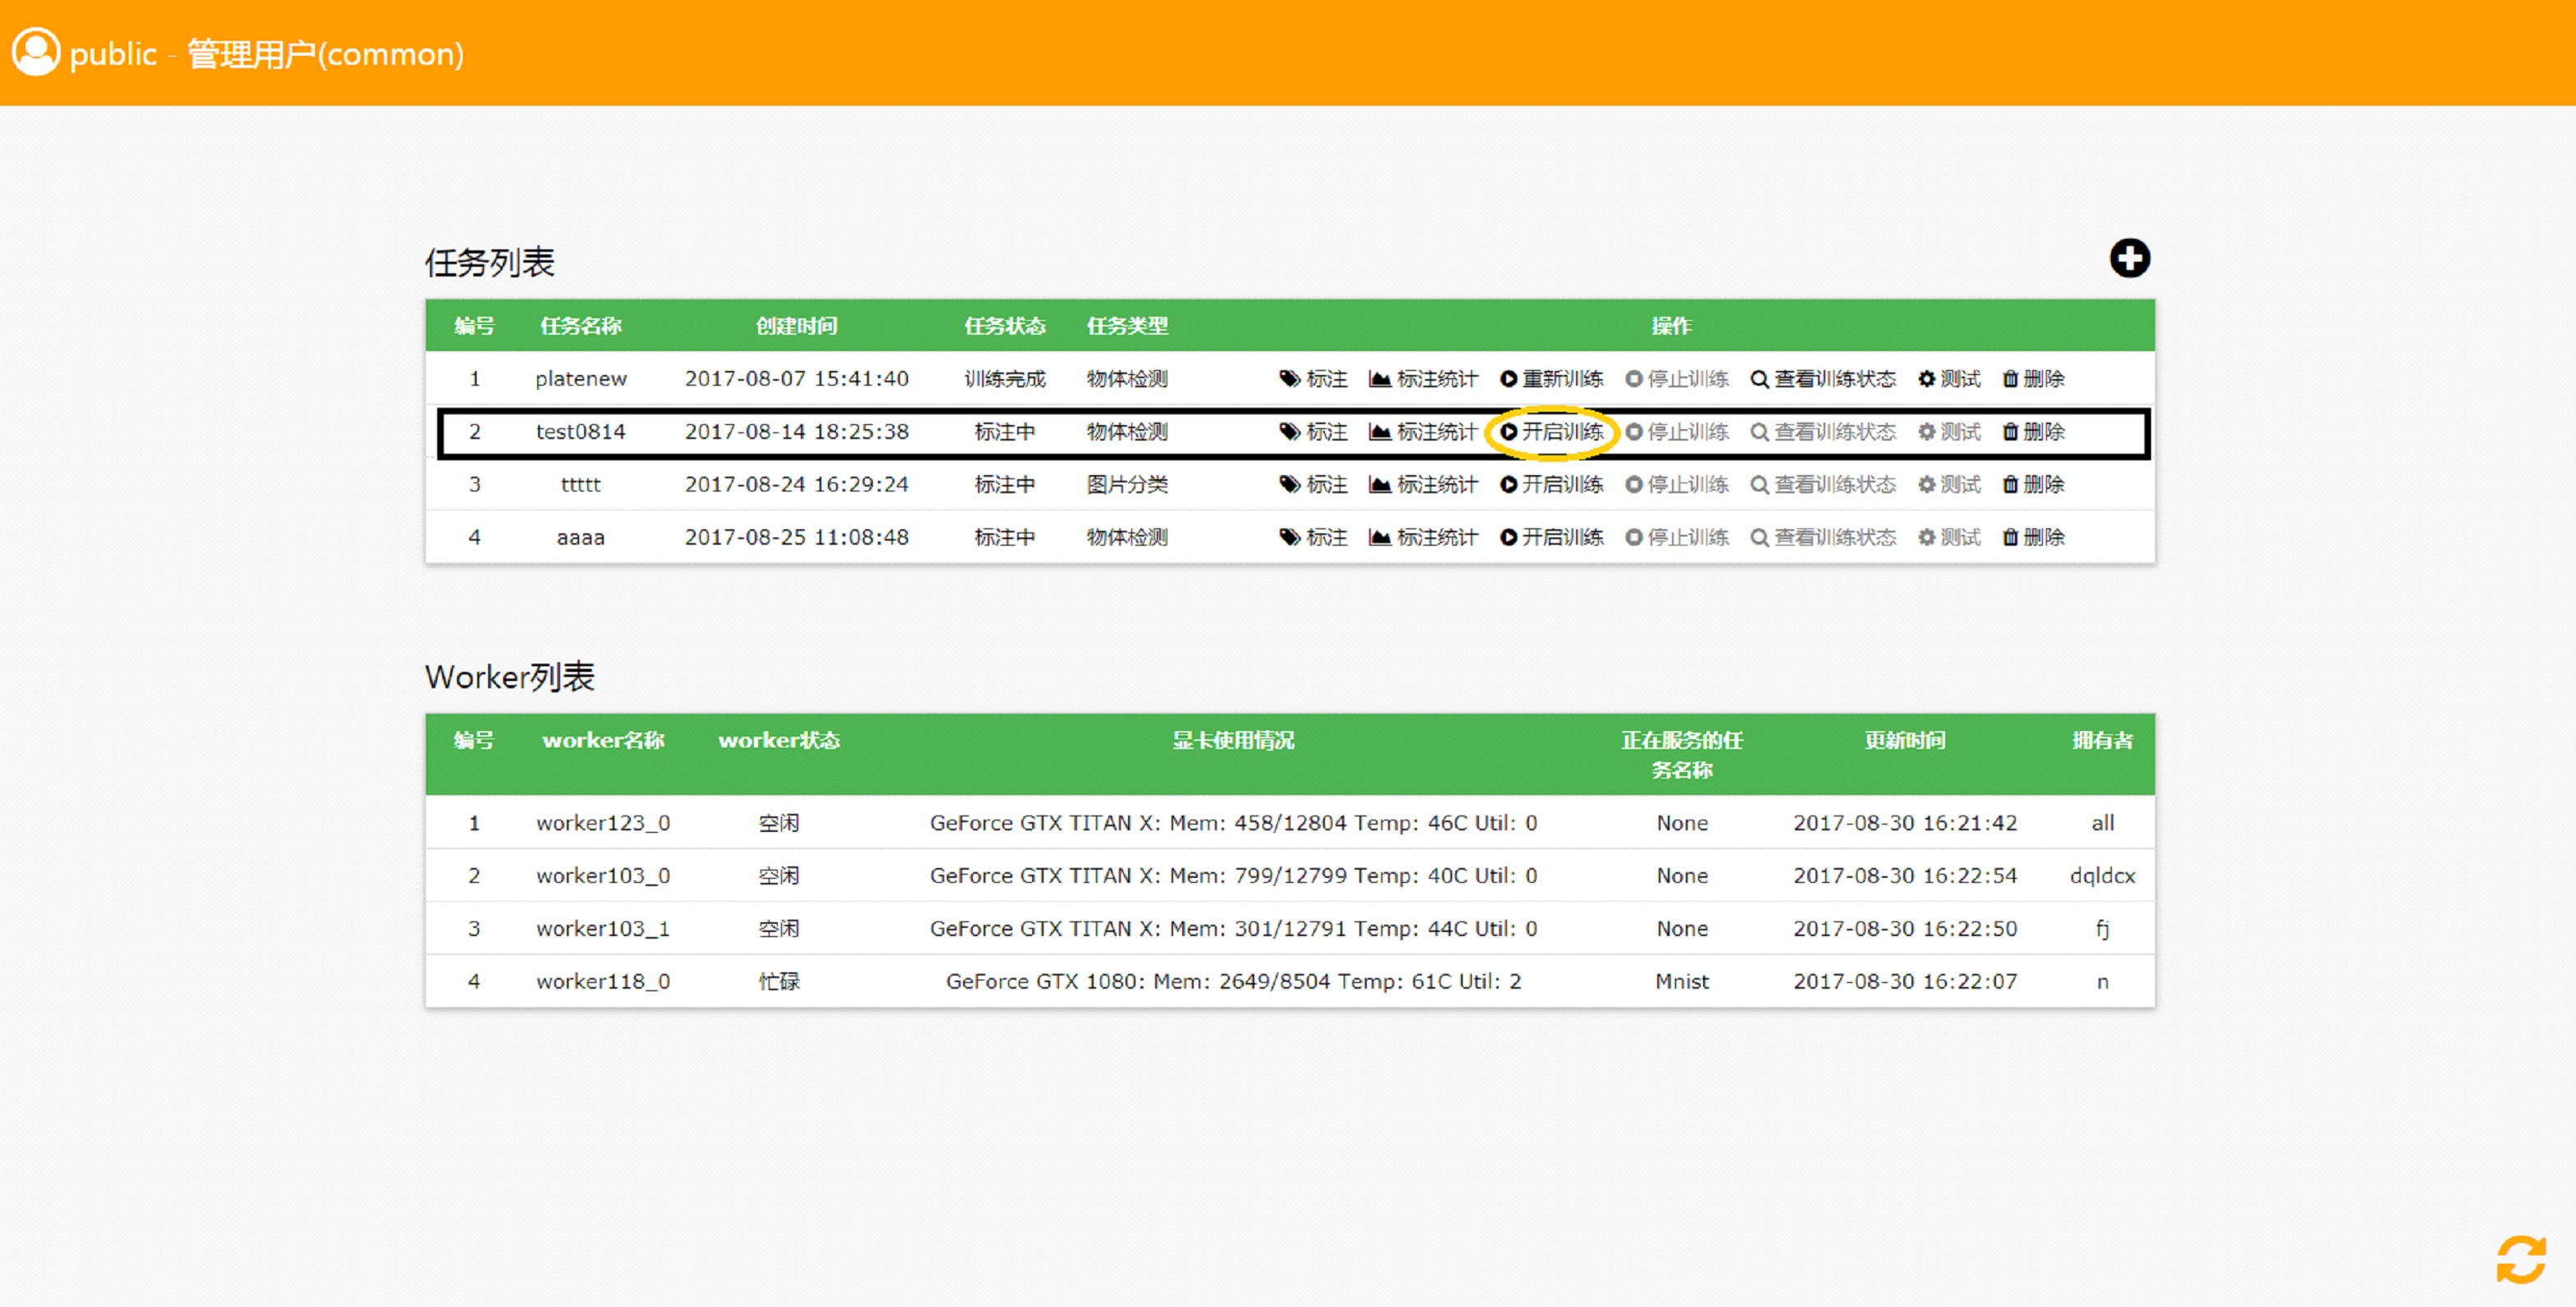 public - 管理用户(common)
任务列表
编号 任务名称 创建时间 任务状态 任务类型 操作
1 platenew 2017-08-07 15:41:40 训练完成 物体检测 标注 标注统计 重新训练 停止训练 查看训练状态 测试 删除
2 test0814 2017-08-14 18:25:38 标注中 物体检测 标注 标注统计 开启训练 停止训练 查看训练状态 测试 删除
3 ttttt 2017-08-24 16:29:24 标注中 图片分类 标注 标注统计 开启训练 停止训练 查看训练状态 测试 删除
4 aaaa 2017-08-25 11:08:48 标注中 物体检测 标注 标注统计 开启训练 停止训练 查看训练状态 测试 删除
Worker列表
编号 worker名称 worker状态 显卡使用情况 正在服务的任 更新时间 拥有者
务名称
1 worker123_0 空闲 GeForce GTX TITAN X: Mem: 458/12804 Temp: 46C Util: 0 None 2017-08-30 16:21:42 all
2 worker103_0 空闲 GeForce GTX TITAN X: Mem: 799/12799 Temp: 40C Util: 0 None 2017-08-30 16:22:54 dqldcx
3 worker103_1 空闲 GeForce GTX TITAN X: Mem: 301/12791 Temp: 44C Util: 0 None 2017-08-30 16:22:50 fj
4 worker118_0 忙碌 GeForce GTX 1080: Mem: 2649/8504 Temp: 61C Util: 2 Mnist 2017-08-30 16:22:07 n